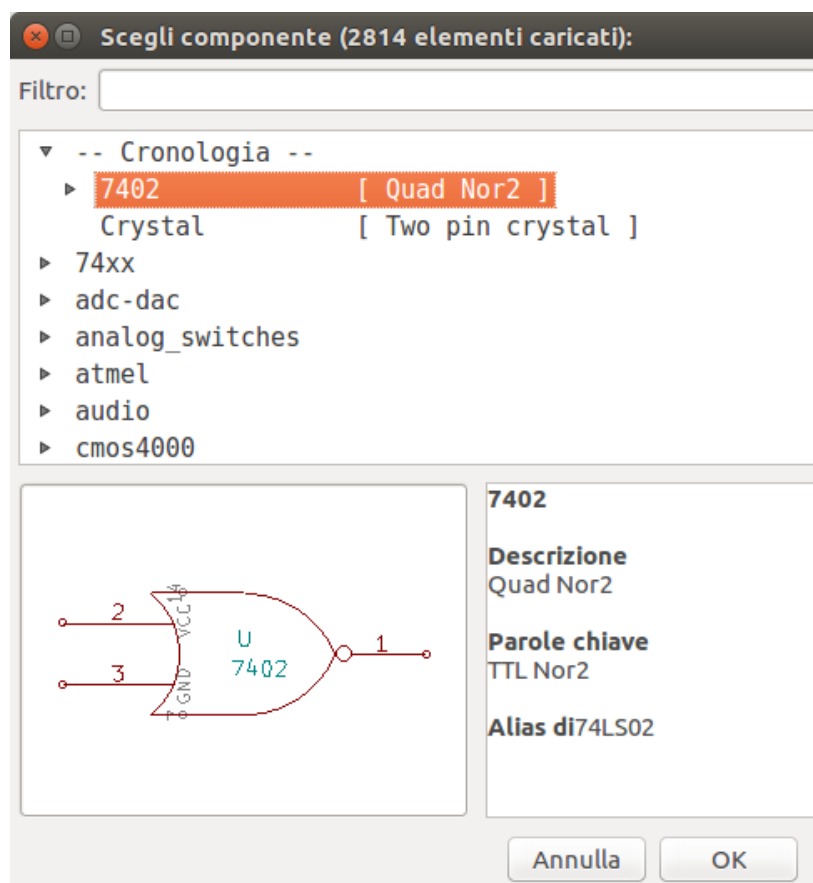 Scegli componente (2814 elementi caricati):
Filtro:
-- Cronologia --
7402 [ Quad Nor2 ]
Crystal [ Two pin crystal ]
74xx
adc-dac
analog_switches
atmel
audio
cmos4000
14
2 VCC
U 1
7402
3 GND
7
7402
Descrizione
Quad Nor2
Parole chiave
TTL Nor2
Alias di74LS02
Annulla OK